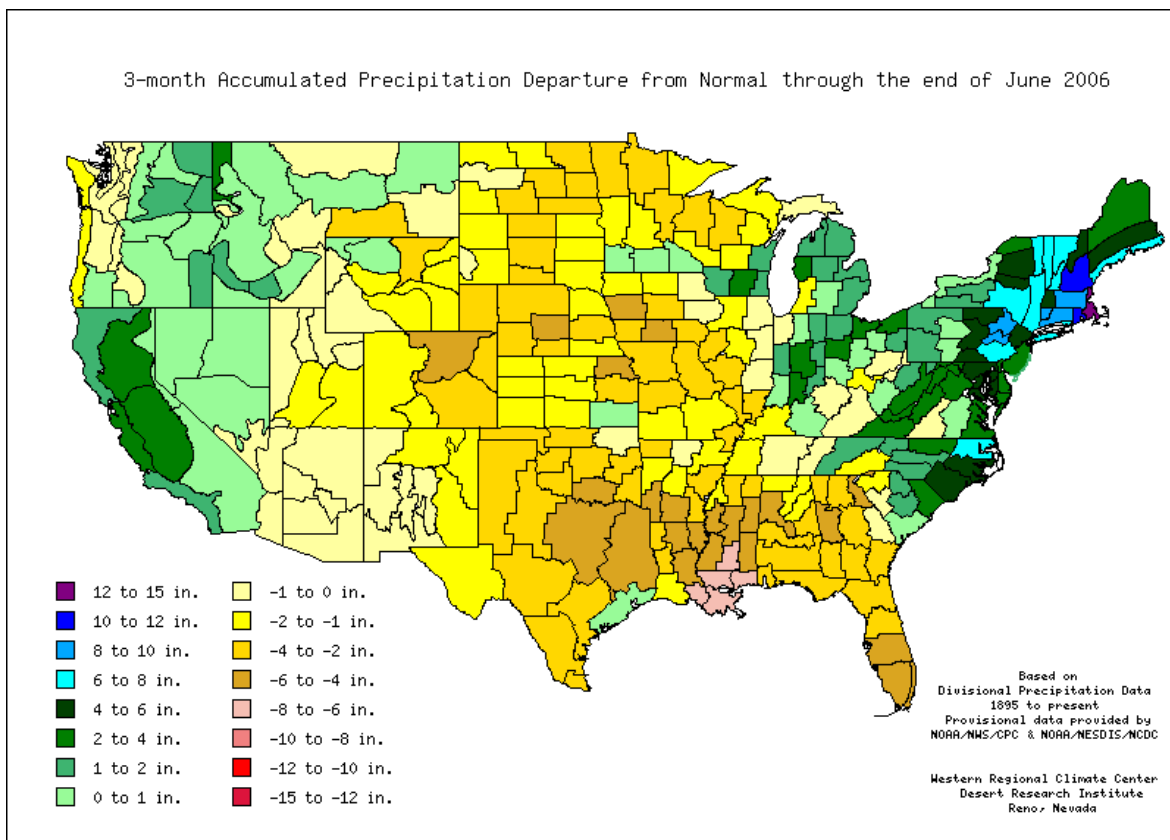 3-month Accumulated Precipitation Departure from Normal through the end of June 2006
12 to 15 in.
10 to 12 in.
8 to 10 in.
6 to 8 in.
4 to 6 in.
2 to 4 in.
1 to 2 in.
0 to 1 in.
-1 to 0 in.
-2 to -1 in.
-4 to -2 in.
-6 to -4 in.
-8 to -6 in.
-10 to -8 in.
-12 to -10 in.
-15 to -12 in.
Based on
Divisional Precipitation Data
1895 to present
Provisional data provided by
NOAA/NWS/CPC & NOAA/NESDIS/NCDC
Western Regional Climate Center
Desert Research Institute
Reno, Nevada